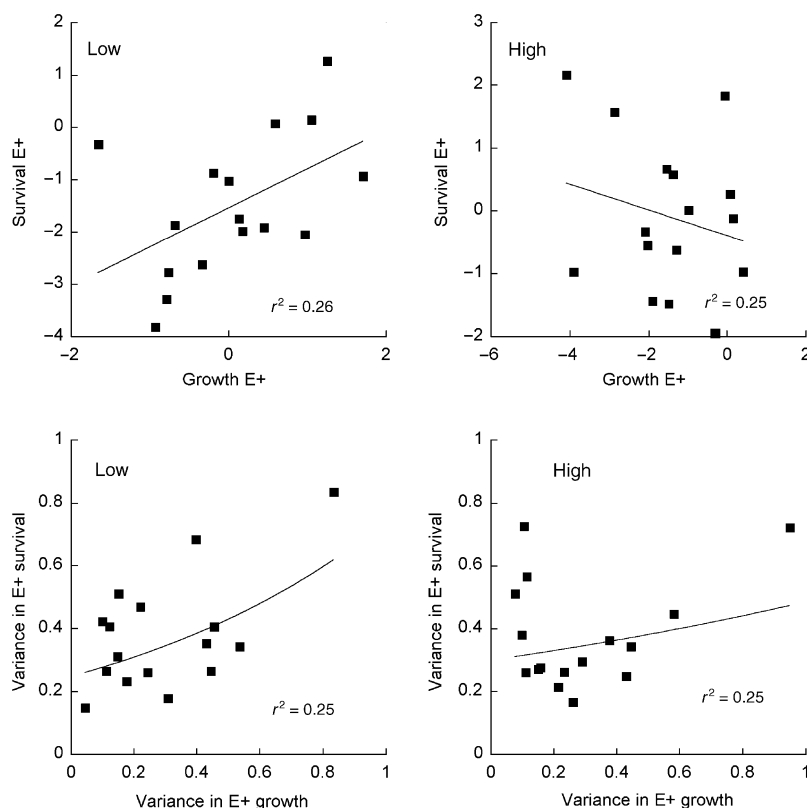 Low
Survival E+
2
1
0
−1
−2
−3
−4
−2
0
2
Growth E+
r² = 0.26
High
Survival E+
3
2
1
0
−1
−2
−6
−4
−2
0
2
Growth E+
r² = 0.25
Low
Variance in E+ survival
1
0.8
0.6
0.4
0.2
0
0
0.2
0.4
0.6
0.8
1
Variance in E+ growth
r² = 0.25
High
Variance in E+ survival
1
0.8
0.6
0.4
0.2
0
0
0.2
0.4
0.6
0.8
1
Variance in E+ growth
r² = 0.25